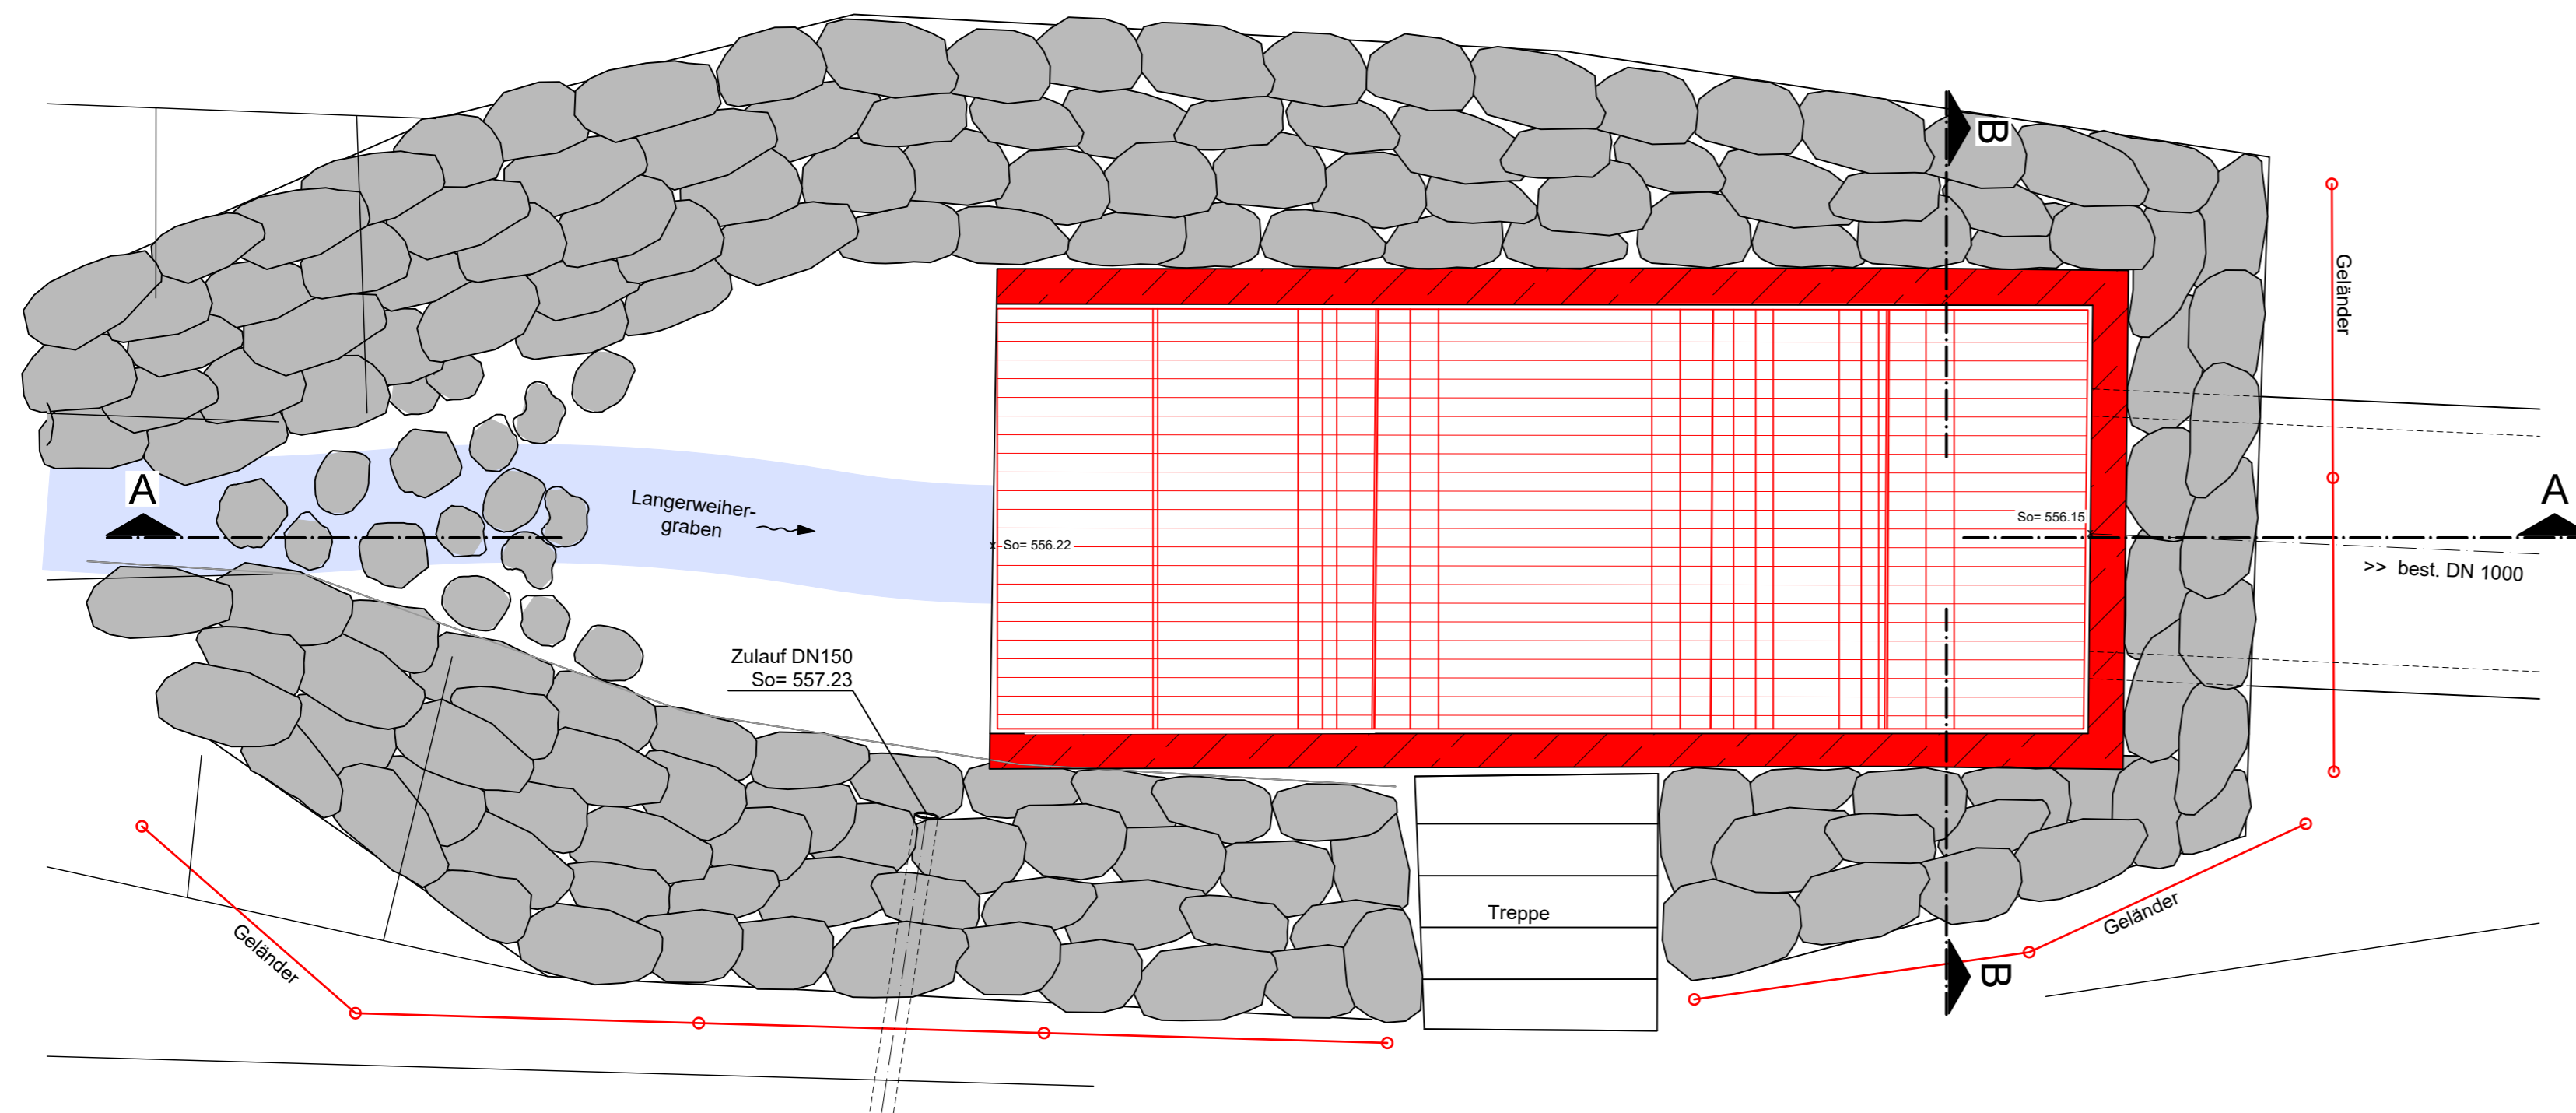 B
Geländer
A
A
Langerweiher-
graben
So= 556.15
So= 556.22
>> best. DN 1000
Zulauf DN150
So= 557.23
Treppe
Geländer
Geländer
B